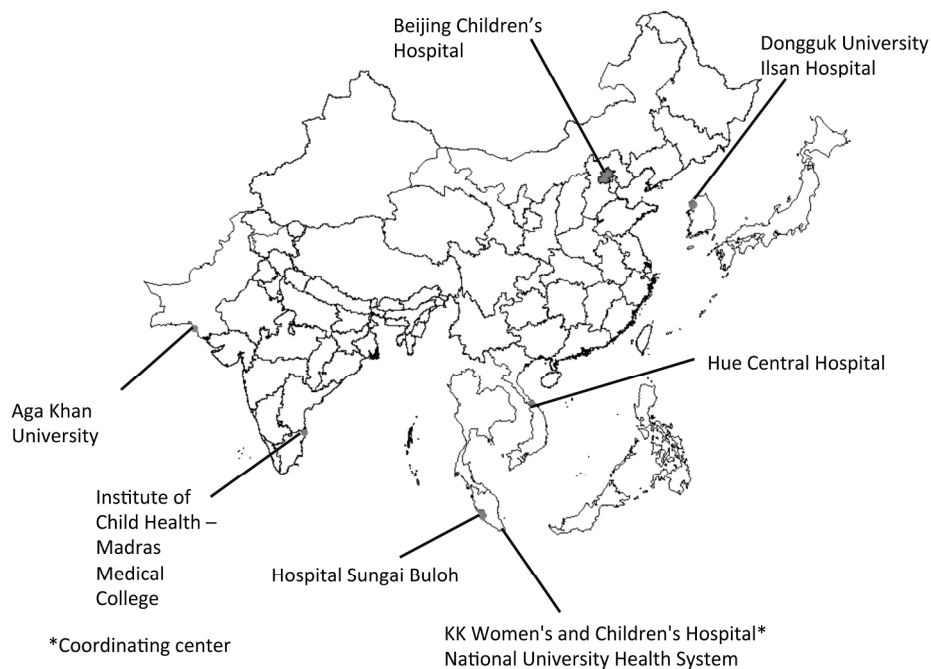 Beijing Children’s
Hospital
Dongguk University
Ilsan Hospital
Hue Central Hospital
Aga Khan
University
Institute of
Child Health –
Madras
Medical
College
Hospital Sungai Buloh
*Coordinating center
KK Women's and Children's Hospital*
National University Health System